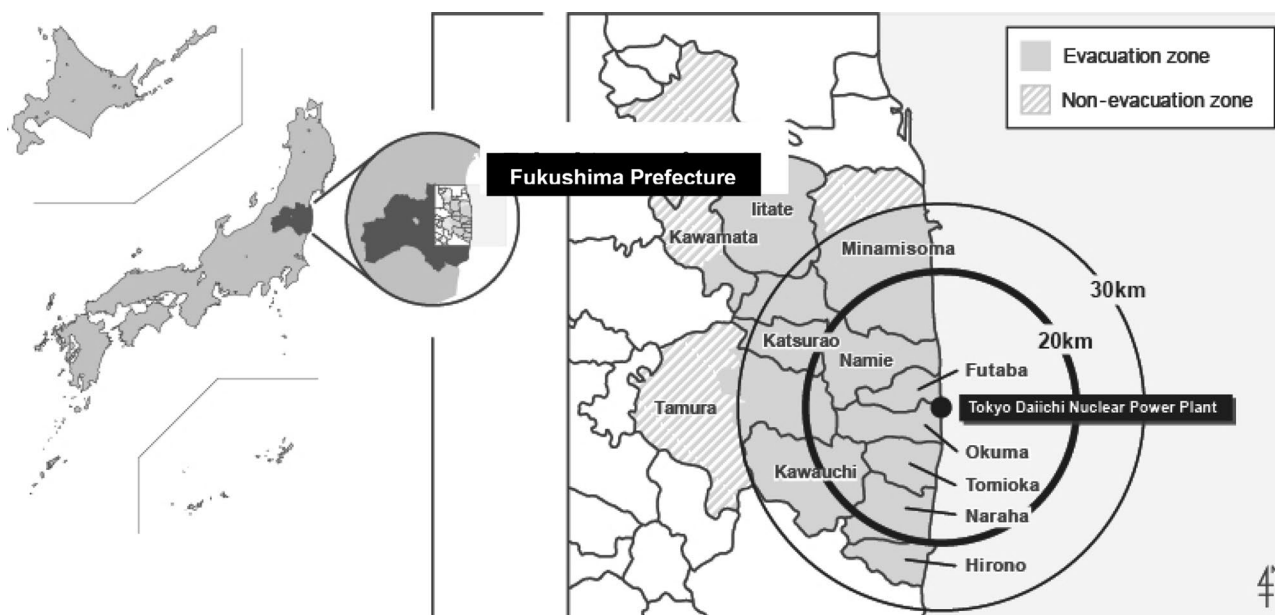 Evacuation zone
Non-evacuation zone
Fukushima Prefecture
Iitate
Kawamata
Minamisoma
30km
20km
Katsurao
Namie
Futaba
Tamura
Tokyo Daiichi Nuclear Power Plant
Okuma
Kawauchi
Tomioka
Naraha
Hirono